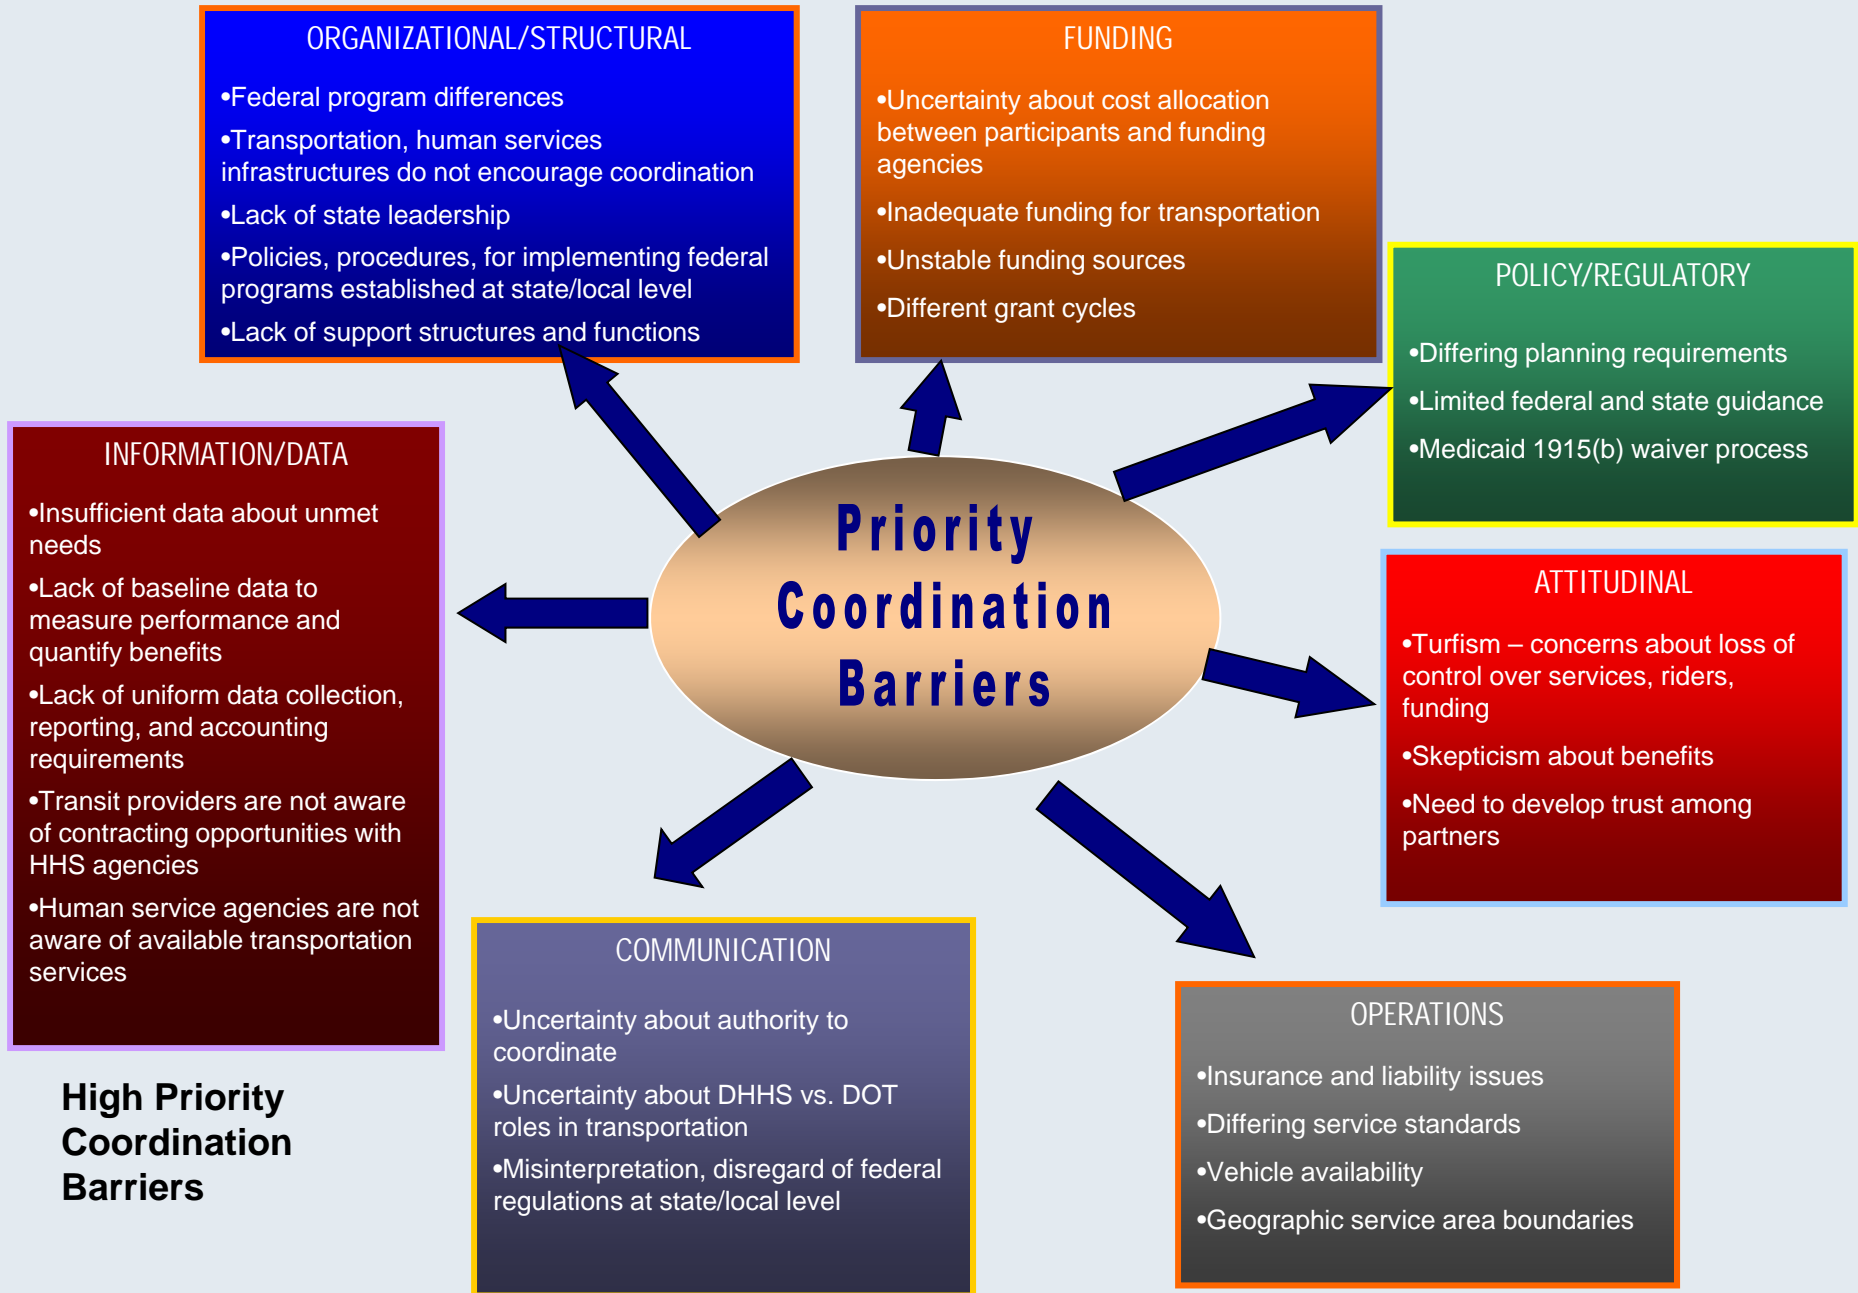 ORGANIZATIONAL/STRUCTURAL
•Federal program differences
•Transportation, human services
infrastructures do not encourage coordination
•Lack of state leadership
•Policies, procedures, for implementing federal
programs established at state/local level
•Lack of support structures and functions
FUNDING
•Uncertainty about cost allocation
between participants and funding
agencies
•Inadequate funding for transportation
•Unstable funding sources
•Different grant cycles
POLICY/REGULATORY
•Differing planning requirements
•Limited federal and state guidance
•Medicaid 1915(b) waiver process
INFORMATION/DATA
•Insufficient data about unmet
needs
•Lack of baseline data to
measure performance and
quantify benefits
•Lack of uniform data collection,
reporting, and accounting
requirements
•Transit providers are not aware
of contracting opportunities with
HHS agencies
•Human service agencies are not
aware of available transportation
services
Priority
Coordination
Barriers
ATTITUDINAL
•Turfism – concerns about loss of
control over services, riders,
funding
•Skepticism about benefits
•Need to develop trust among
partners
COMMUNICATION
•Uncertainty about authority to
coordinate
•Uncertainty about DHHS vs. DOT
roles in transportation
•Misinterpretation, disregard of federal
regulations at state/local level
OPERATIONS
•Insurance and liability issues
•Differing service standards
•Vehicle availability
•Geographic service area boundaries
High Priority
Coordination
Barriers